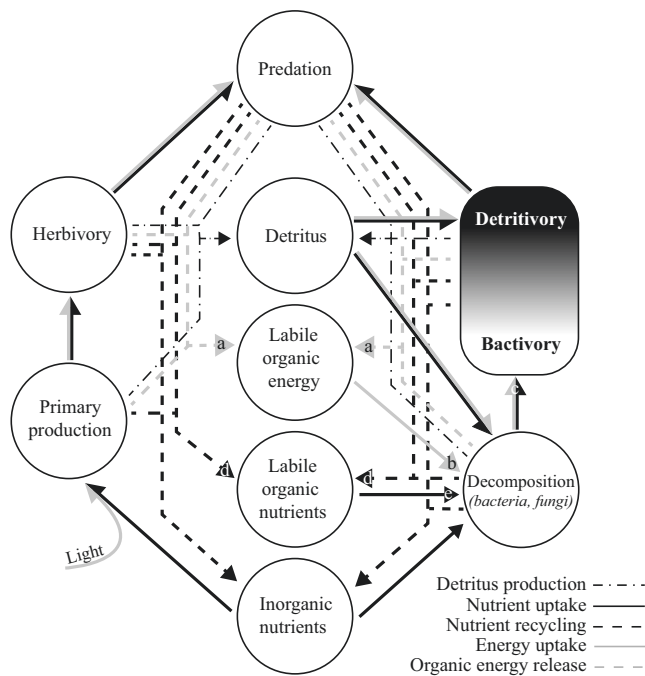 Predation
Herbivory
Detritus
Detritivory
Labile
organic
energy
a
a
Bactivory
c
Primary
production
b
Labile
organic
nutrients
d
d
e
Decomposition
(bacteria, fungi)
Light
Inorganic
nutrients
Detritus production
Nutrient uptake
Nutrient recycling
Energy uptake
Organic energy release